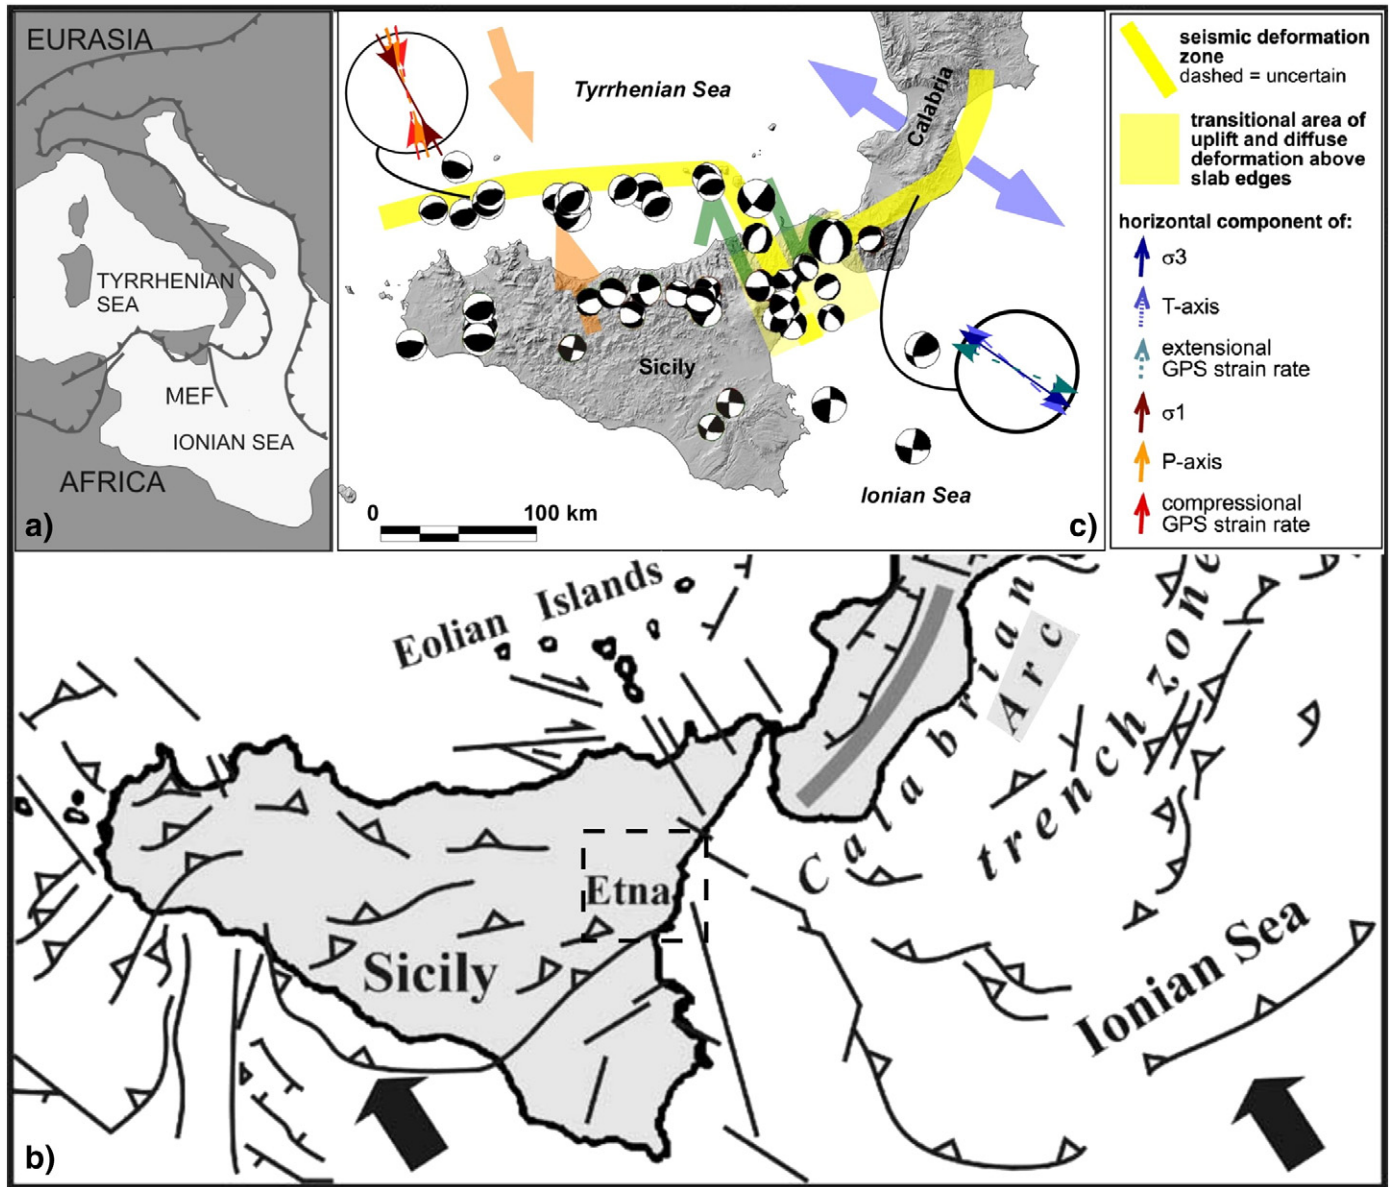 EURASIA
TYRRHENIAN
SEA
MEF
IONIAN SEA
AFRICA
a)
Tyrrhenian Sea
Calabria
Sicily
Ionian Sea
0 100 km
c)
seismic deformation
zone
dashed = uncertain
transitional area of
uplift and diffuse
deformation above
slab edges
horizontal component of:
σ3
T-axis
extensional
GPS strain rate
σ1
P-axis
compressional
GPS strain rate
Eolian Islands
Calabrian
Arc
trench zone
Etna
Sicily
Ionian Sea
b)